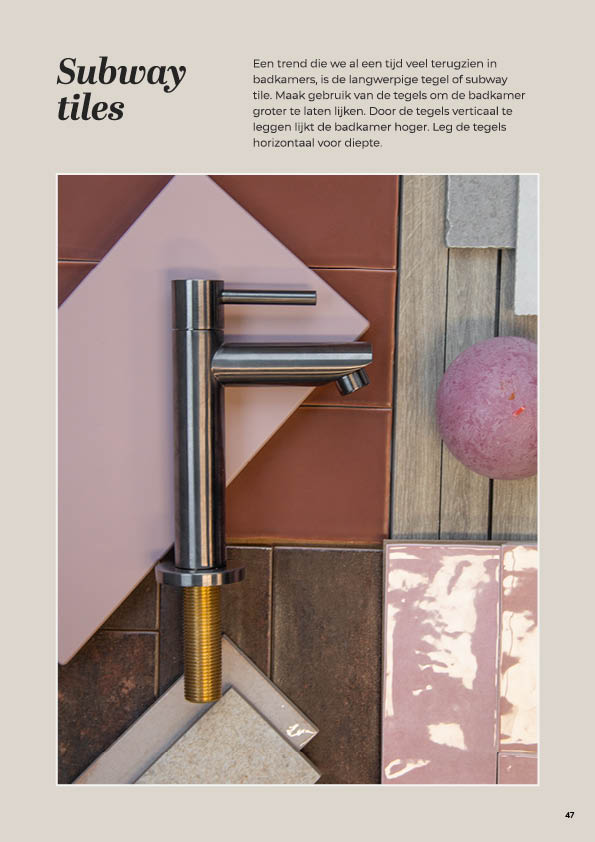 Subway
tiles
Een trend die we al een tijd veel terugzien in
badkamers, is de langwerpige tegel of subway
tile. Maak gebruik van de tegels om de badkamer
groter te laten lijken. Door de tegels verticaal te
leggen lijkt de badkamer hoger. Leg de tegels
horizontaal voor diepte.
47